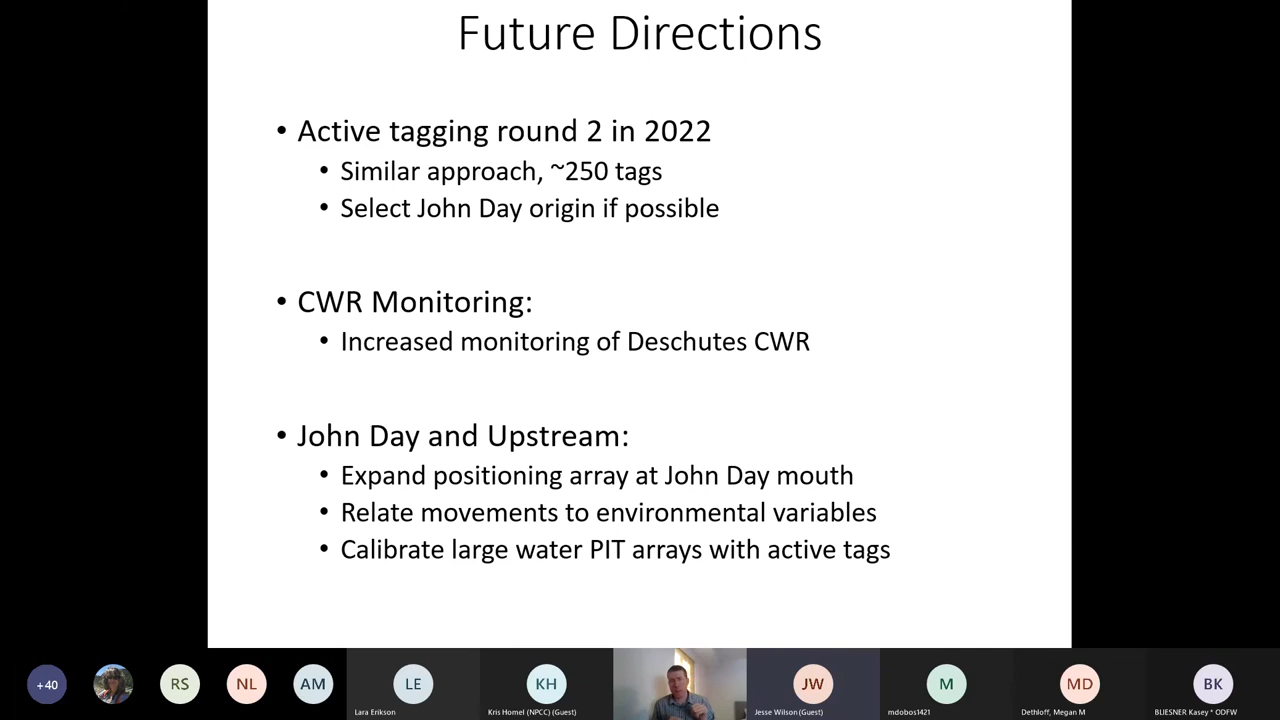 Future Directions
• Active tagging round 2 in 2022
• Similar approach, ~250 tags
• Select John Day origin if possible
• CWR Monitoring:
• Increased monitoring of Deschutes CWR
• John Day and Upstream:
• Expand positioning array at John Day mouth
• Relate movements to environmental variables
• Calibrate large water PIT arrays with active tags
+40
RS
NL
AM
LE
KH
JW
M
MD
BK
Lara Erikson
Kris Homel (NPCC) (Guest)
Jesse Wilson (Guest)
mdobos1421
Dethloff, Megan M
BLIESNER Kasey * ODFW